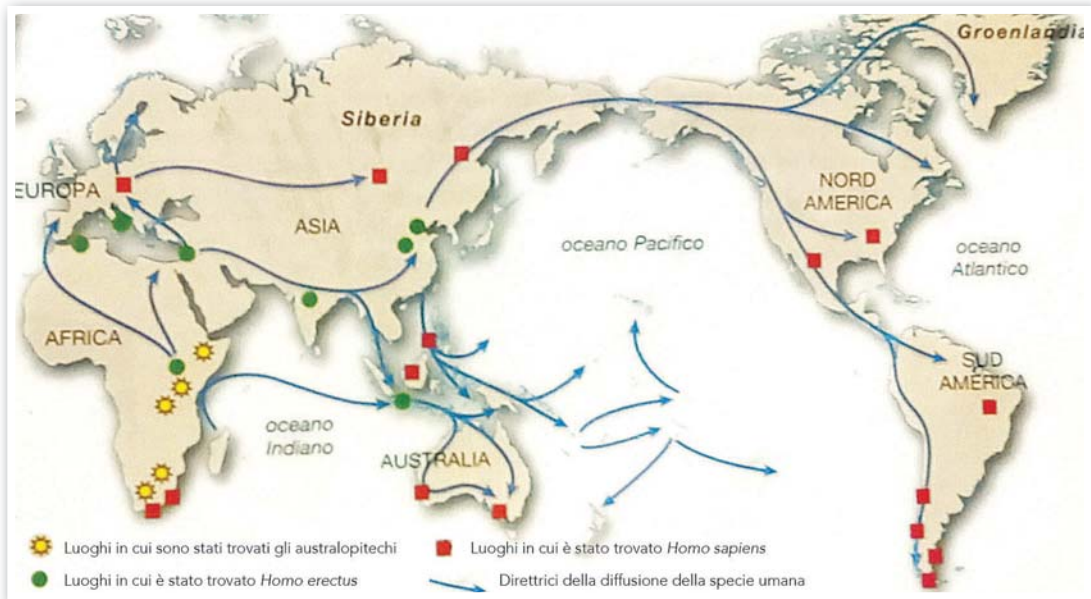 Groenlandia
Siberia
EUROPA
ASIA
NORD
AMERICA
oceano Pacifico
oceano
Atlantico
AFRICA
SUD
AMERICA
oceano
Indiano
AUSTRALIA
Luoghi in cui sono stati trovati gli australopitechi
Luoghi in cui è stato trovato Homo sapiens
Luoghi in cui è stato trovato Homo erectus
Direttrici della diffusione della specie umana